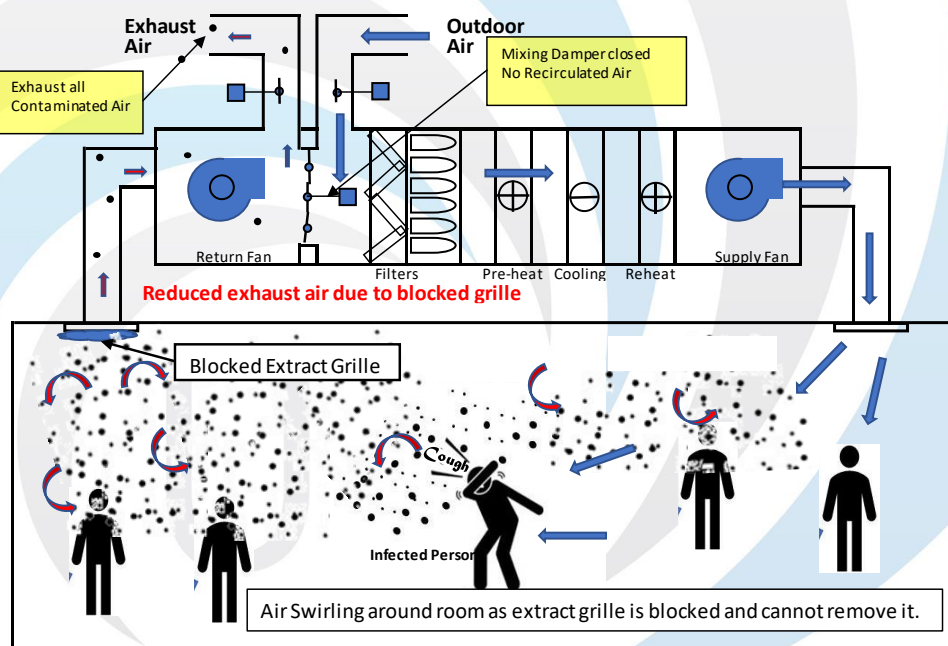 Exhaust
Air
Outdoor
Air
Exhaust all
Contaminated Air
Mixing Damper closed
No Recirculated Air
Return Fan
Filters
Pre-heat
Cooling
Reheat
Supply Fan
Reduced exhaust air due to blocked grille
Blocked Extract Grille
Cough
Infected Person
Air Swirling around room as extract grille is blocked and cannot remove it.